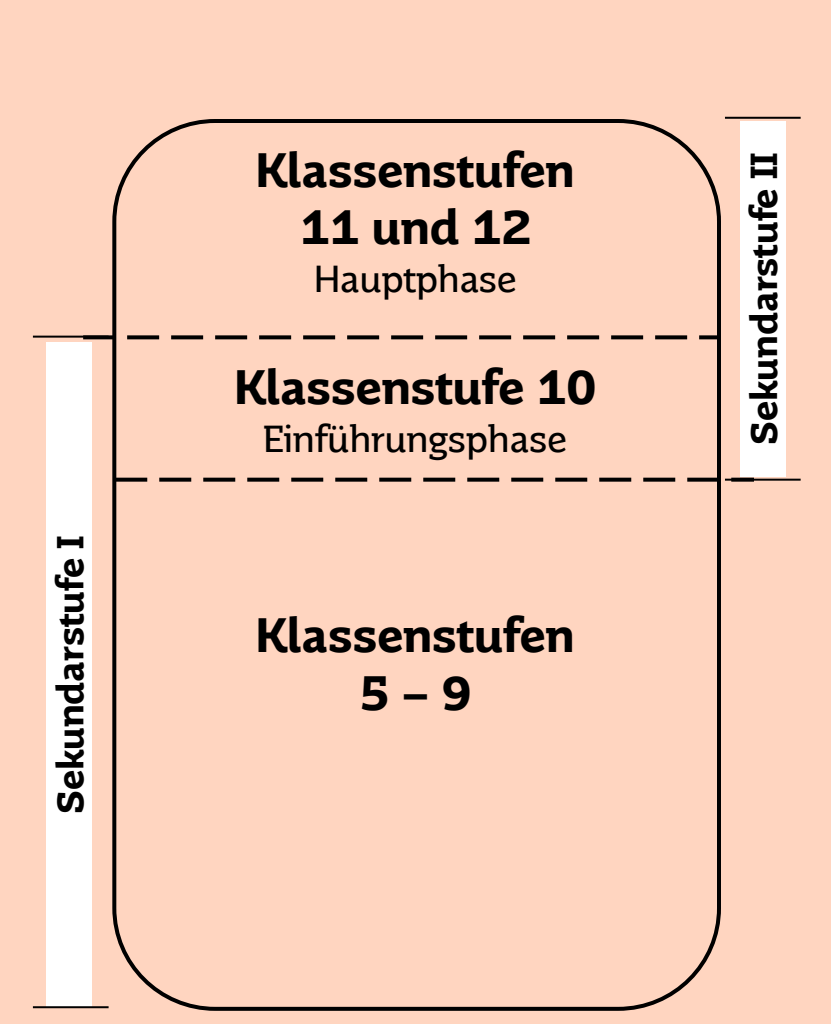 Klassenstufen
11 und 12
Hauptphase
Sekundarstufe II
Klassenstufe 10
Einführungsphase
Sekundarstufe I
Klassenstufen
5 – 9